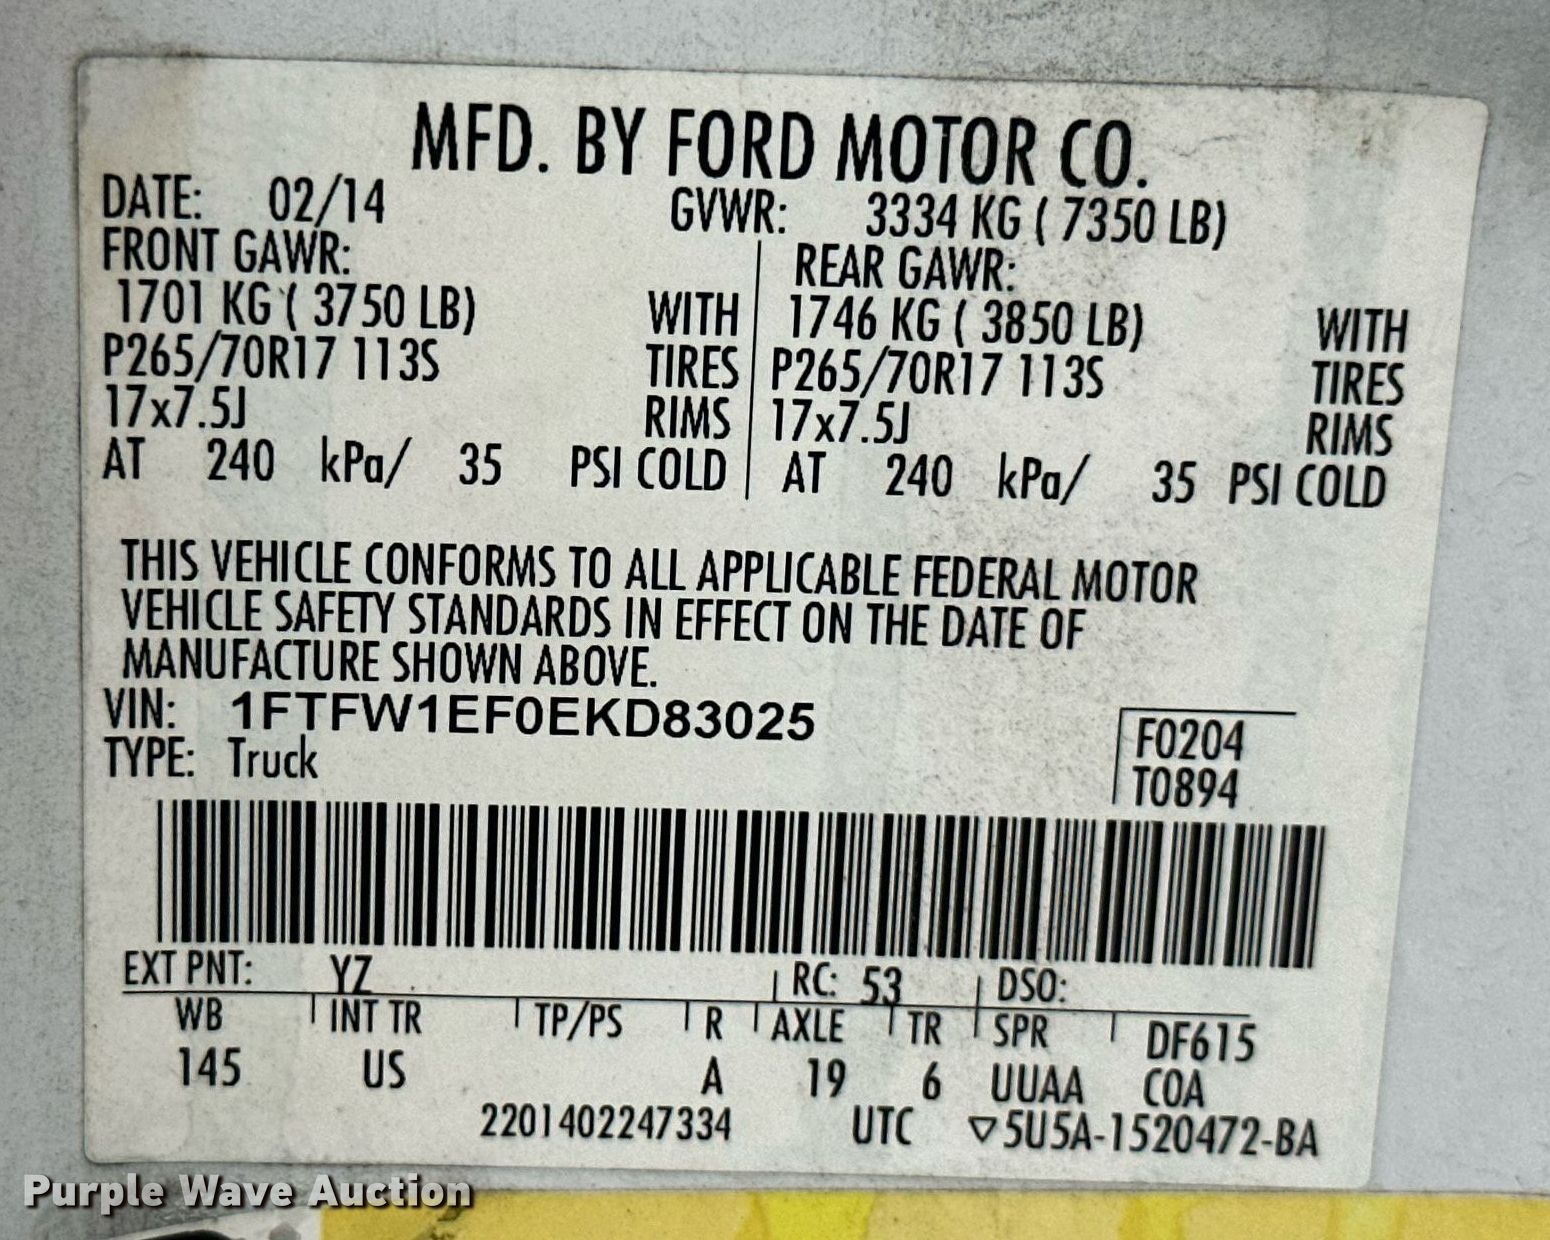 MFD. BY FORD MOTOR CO.
DATE: 02/14 GVWR: 3334 KG ( 7350 LB)
FRONT GAWR: REAR GAWR:
1701 KG ( 3750 LB) WITH 1746 KG ( 3850 LB) WITH
P265/70R17 113S TIRES P265/70R17 113S TIRES
17x7.5J RIMS 17x7.5J RIMS
AT 240 kPa/ 35 PSI COLD AT 240 kPa/ 35 PSI COLD
THIS VEHICLE CONFORMS TO ALL APPLICABLE FEDERAL MOTOR
VEHICLE SAFETY STANDARDS IN EFFECT ON THE DATE OF
MANUFACTURE SHOWN ABOVE.
VIN: 1FTFW1EF0EKD83025
TYPE: Truck
F0204
T0894
EXT PNT: YZ RC: 53 DSO:
WB INT TR TP/PS R AXLE TR SPR DF615
145 US A 19 6 UUAA COA
2201402247334 UTC ▽5U5A-1520472-BA
Purple Wave Auction